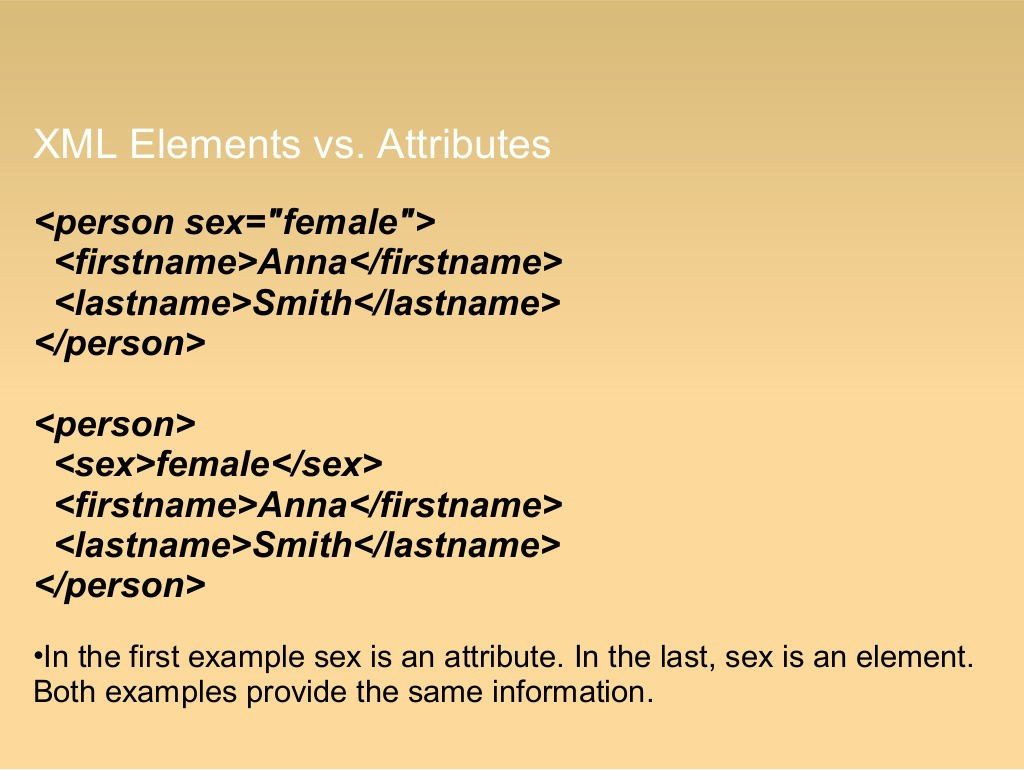 XML Elements vs. Attributes
<person sex="female">
<firstname>Anna</firstname>
<lastname>Smith</lastname>
</person>
<person>
<sex>female</sex>
<firstname>Anna</firstname>
<lastname>Smith</lastname>
</person>
•In the first example sex is an attribute. In the last, sex is an element.
Both examples provide the same information.